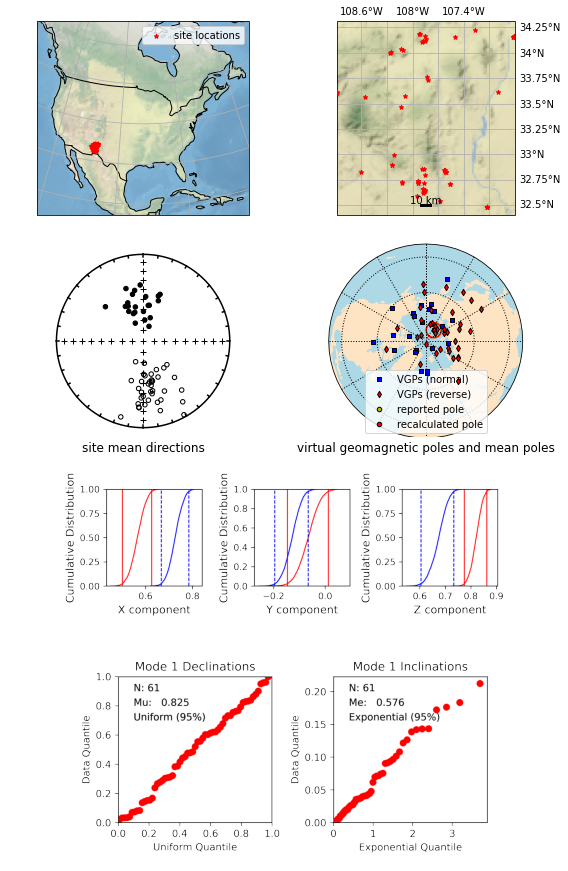 site locations
108.6°W 108°W 107.4°W
34.25°N
34°N
33.75°N
33.5°N
33.25°N
33°N
32.75°N
32.5°N
10 km
VGPs (normal)
VGPs (reverse)
reported pole
recalculated pole
site mean directions
virtual geomagnetic poles and mean poles
Cumulative Distribution
1.00
0.75
0.50
0.25
0.00
0.6 0.8
X component
Cumulative Distribution
1.0
0.8
0.6
0.4
0.2
0.0
−0.2 0.0
Y component
Cumulative Distribution
1.00
0.75
0.50
0.25
0.00
0.6 0.7 0.8 0.9
Z component
Mode 1 Declinations
N: 61
Mu: 0.825
Uniform (95%)
Data Quantile
1.0
0.8
0.6
0.4
0.2
0.0
0.0 0.2 0.4 0.6 0.8 1.0
Uniform Quantile
Mode 1 Inclinations
N: 61
Me: 0.576
Exponential (95%)
Data Quantile
0.20
0.15
0.10
0.05
0.00
0 1 2 3
Exponential Quantile